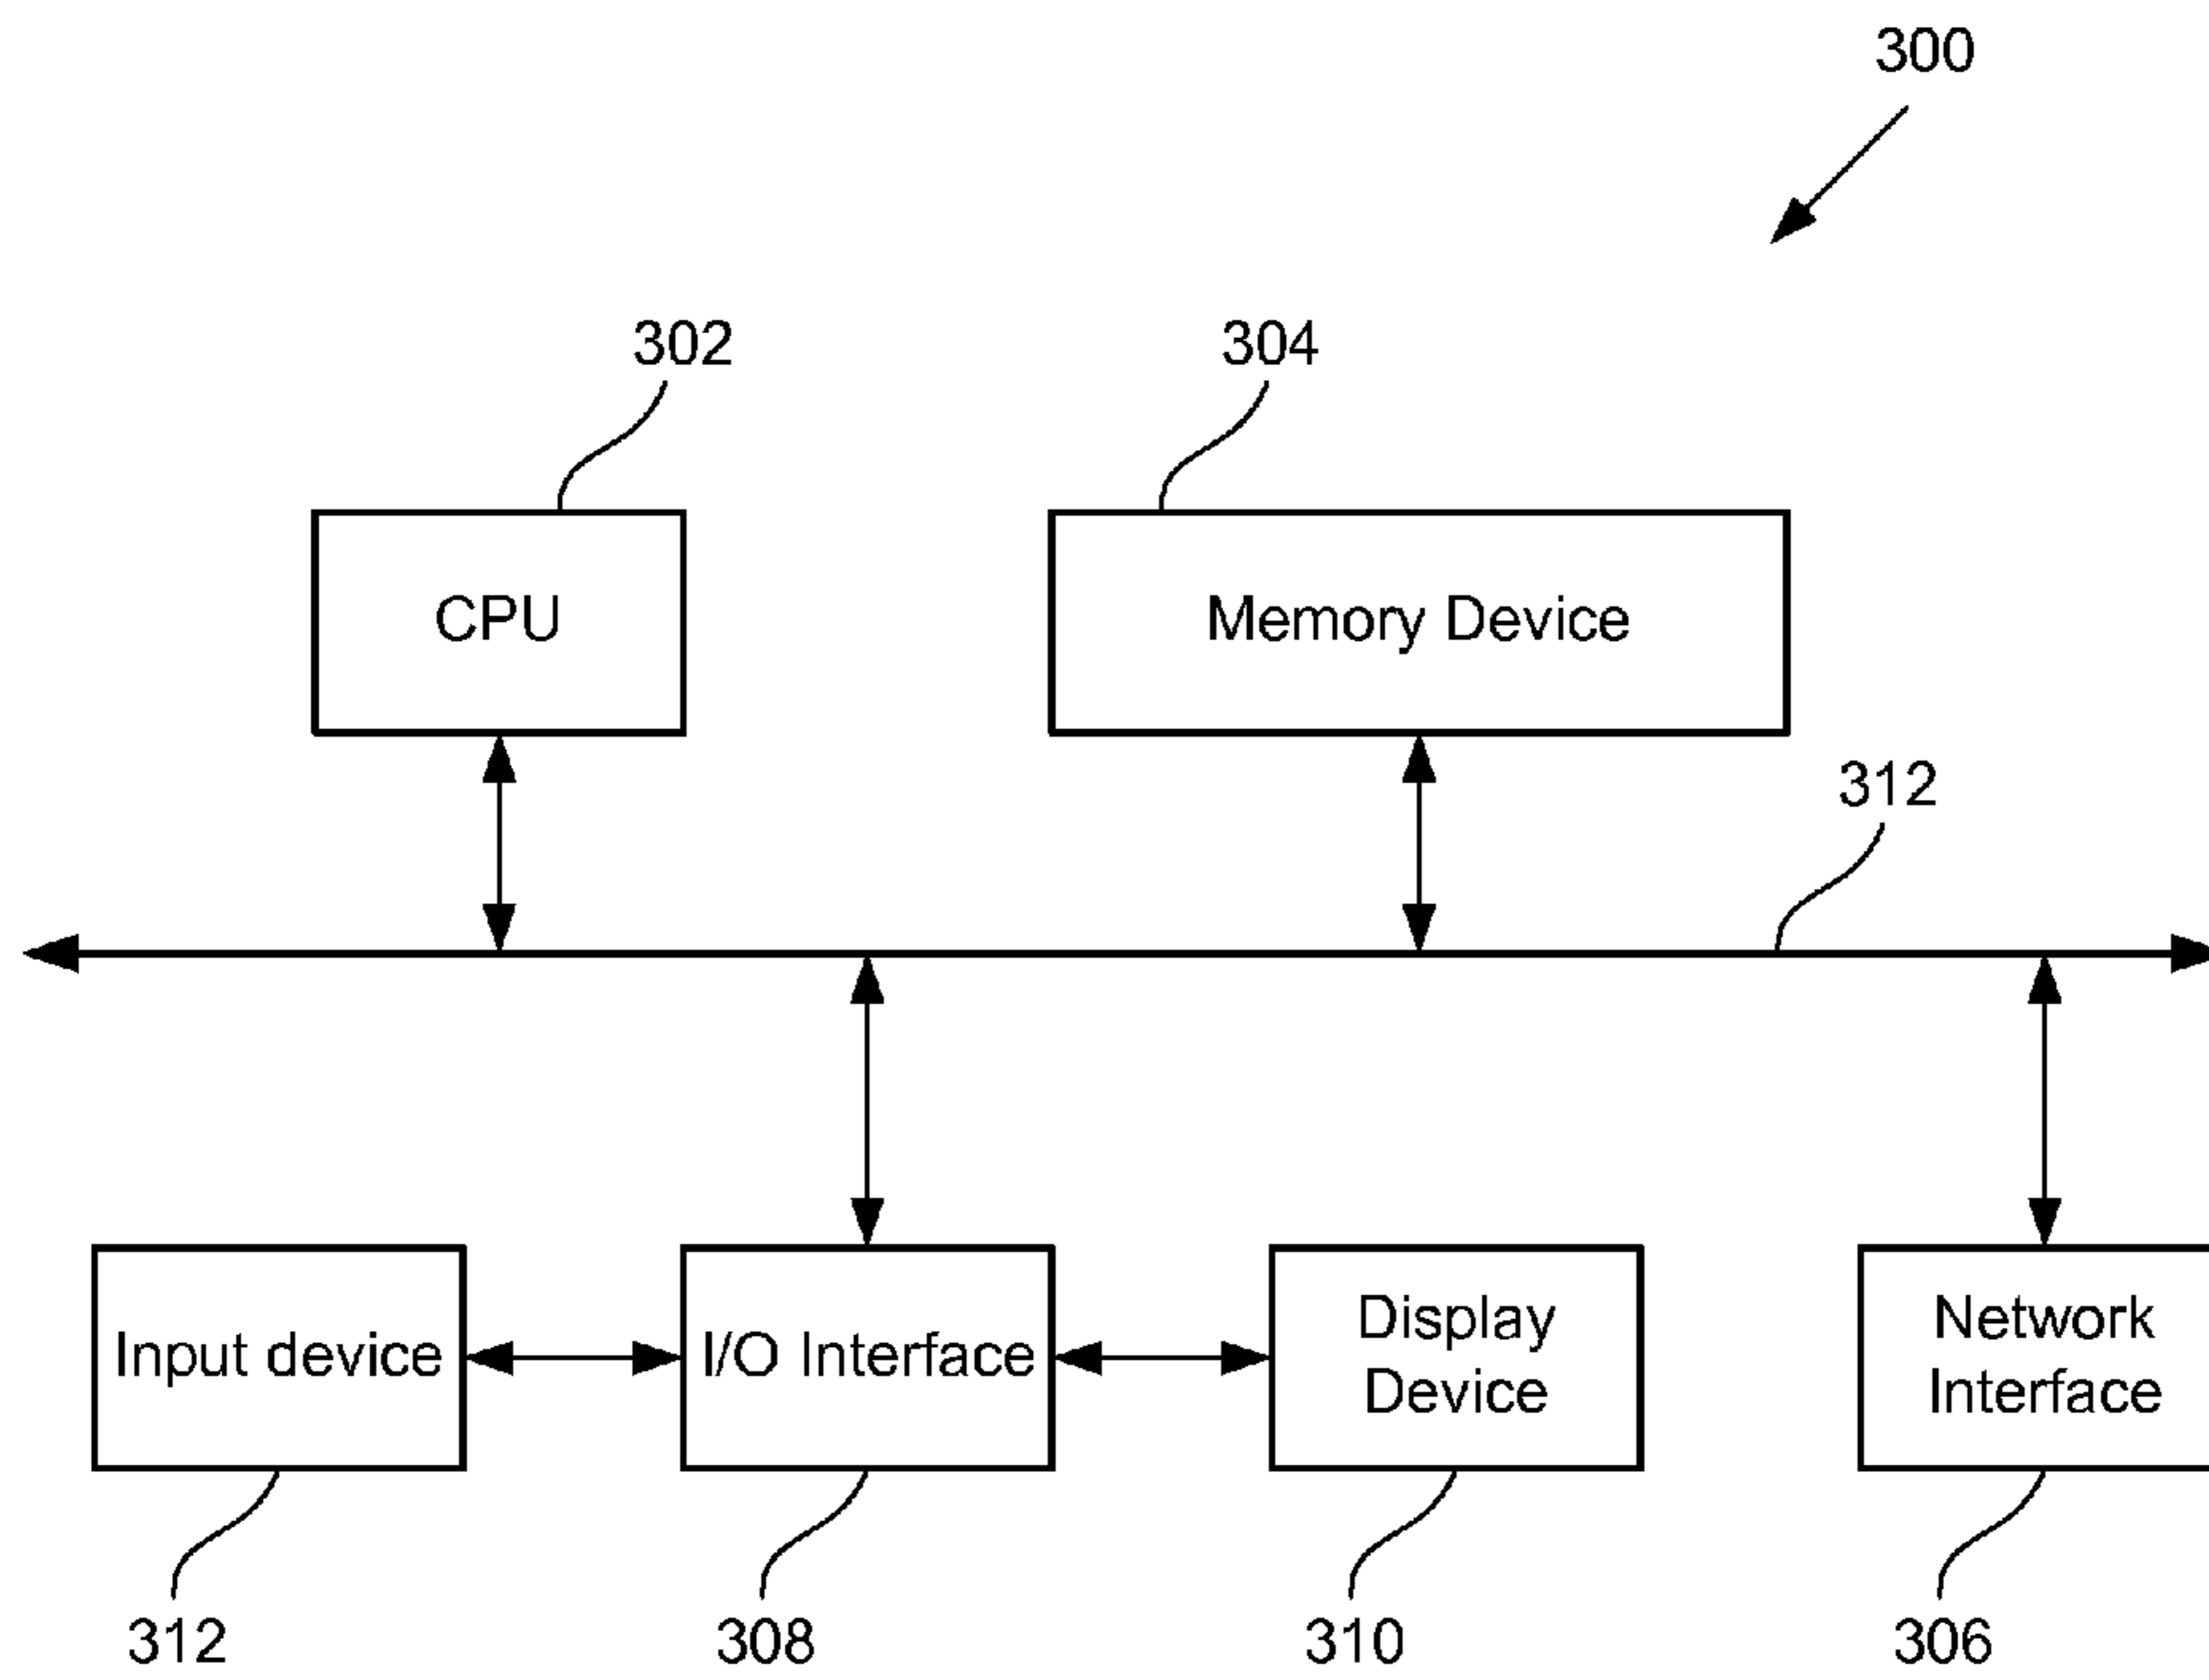 300
302
304
CPU
Memory Device
312
Input device
I/O Interface
Display
Device
Network
Interface
312
308
310
306